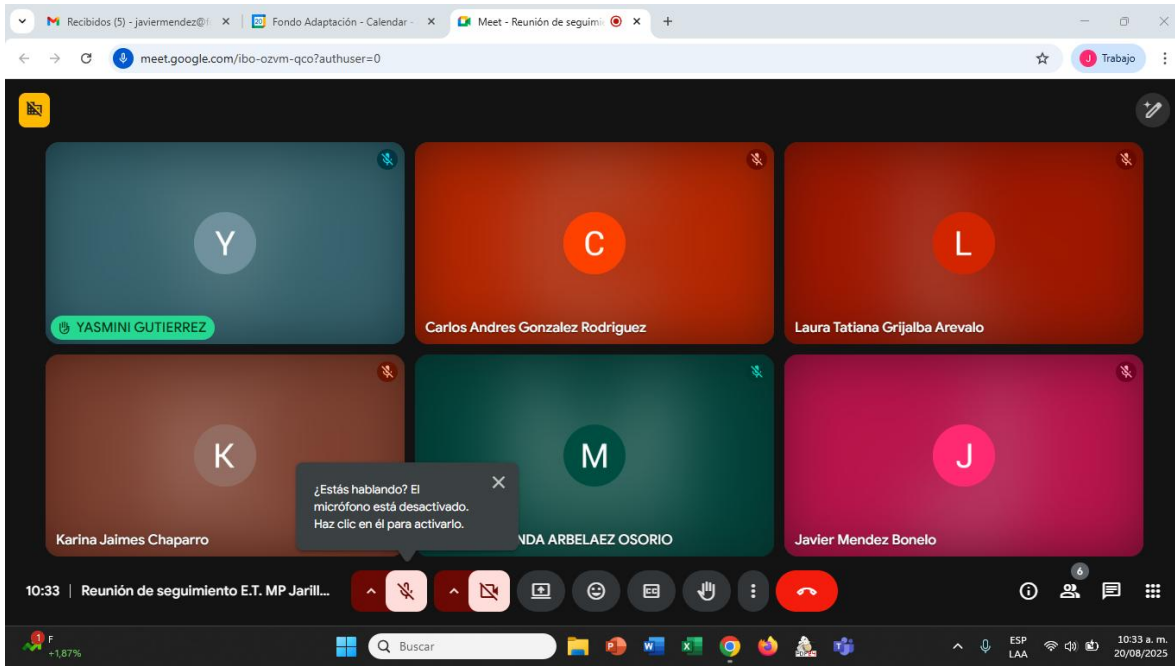 Recibidos (5) - javiermendez@f
Fondo Adaptación - Calendar -
Meet - Reunión de seguimie
meet.google.com/ibo-ozvm-qco?authuser=0
J
Trabajo
Y
YASMINI GUTIERREZ
C
Carlos Andres Gonzalez Rodriguez
L
Laura Tatiana Grijalba Arevalo
K
Karina Jaimes Chaparro
¿Estás hablando? El
micrófono está desactivado.
Haz clic en él para activarlo.
M
NDA ARBELAEZ OSORIO
J
Javier Mendez Bonelo
10:33 | Reunión de seguimiento E.T. MP Jarill...
6
1
F
+1,87%
Buscar
ESP
LAA
10:33 a. m.
20/08/2025